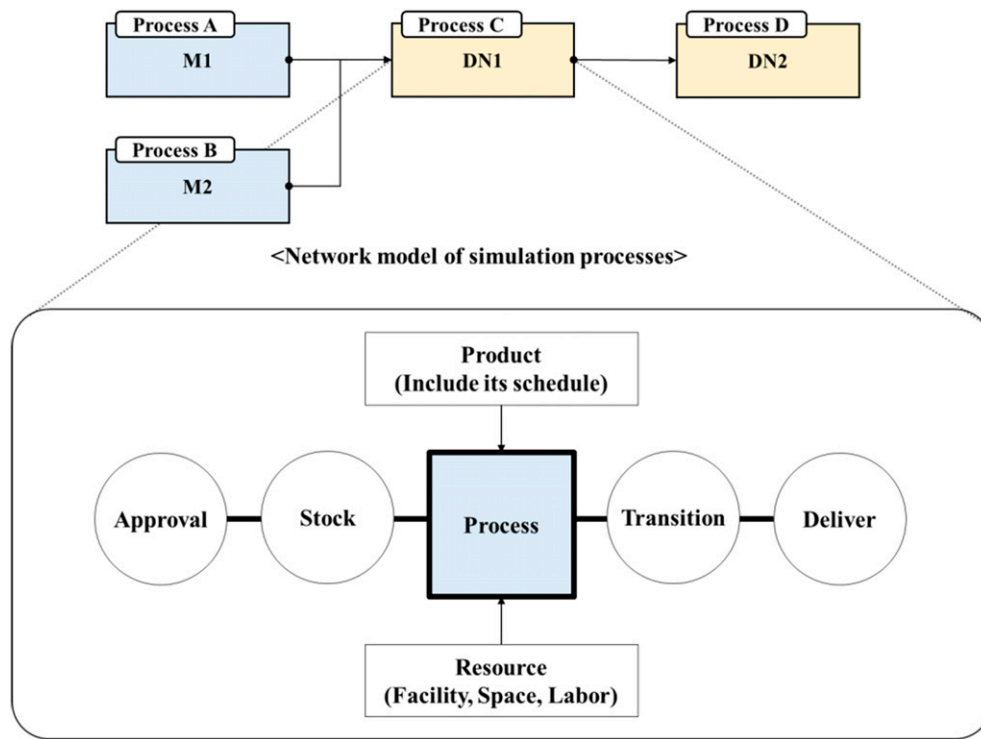 Process A
M1
Process C
DN1
Process D
DN2
Process B
M2
<Network model of simulation processes>
Product
(Include its schedule)
Approval
Stock
Process
Transition
Deliver
Resource
(Facility, Space, Labor)